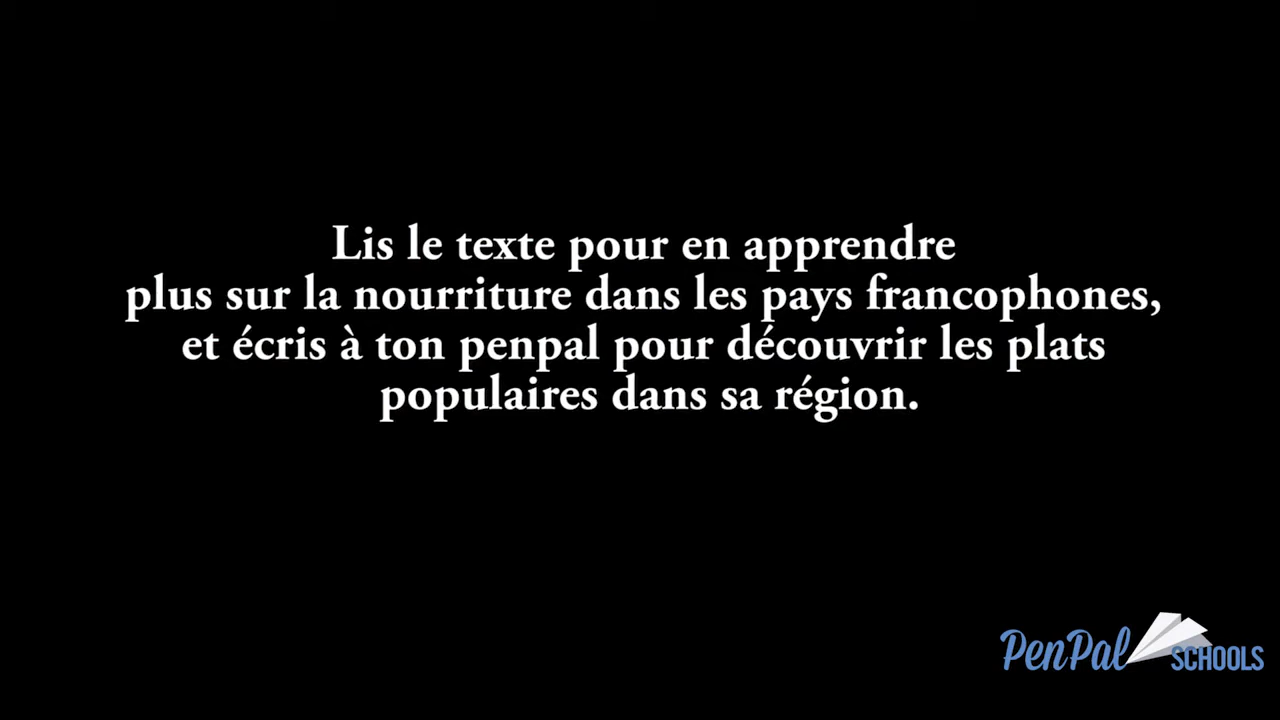 Lis le texte pour en apprendre
plus sur la nourriture dans les pays francophones,
et écris à ton penpal pour découvrir les plats
populaires dans sa région.
PenPal SCHOOLS